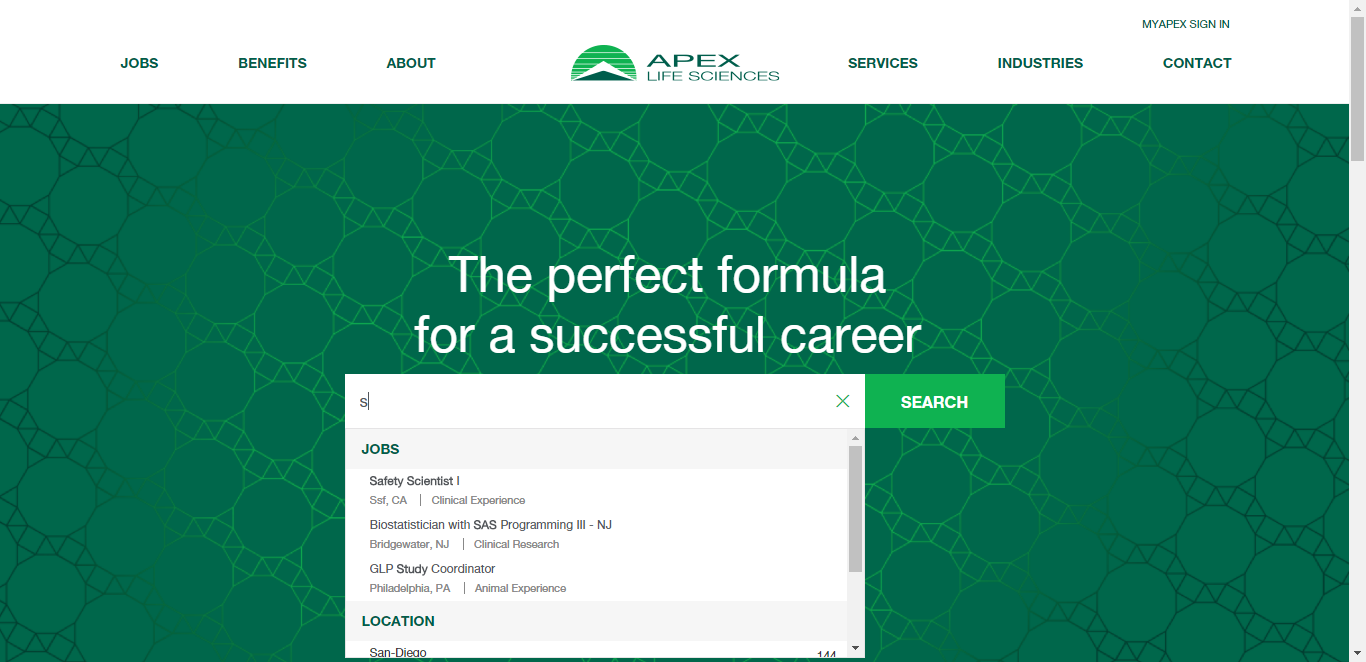 MYAPEX SIGN IN
JOBS BENEFITS ABOUT APEX LIFE SCIENCES SERVICES INDUSTRIES CONTACT
The perfect formula
for a successful career
s SEARCH
JOBS
Safety Scientist I
Ssf, CA | Clinical Experience
Biostatistician with SAS Programming III - NJ
Bridgewater, NJ | Clinical Research
GLP Study Coordinator
Philadelphia, PA | Animal Experience
LOCATION
San-Diego 144